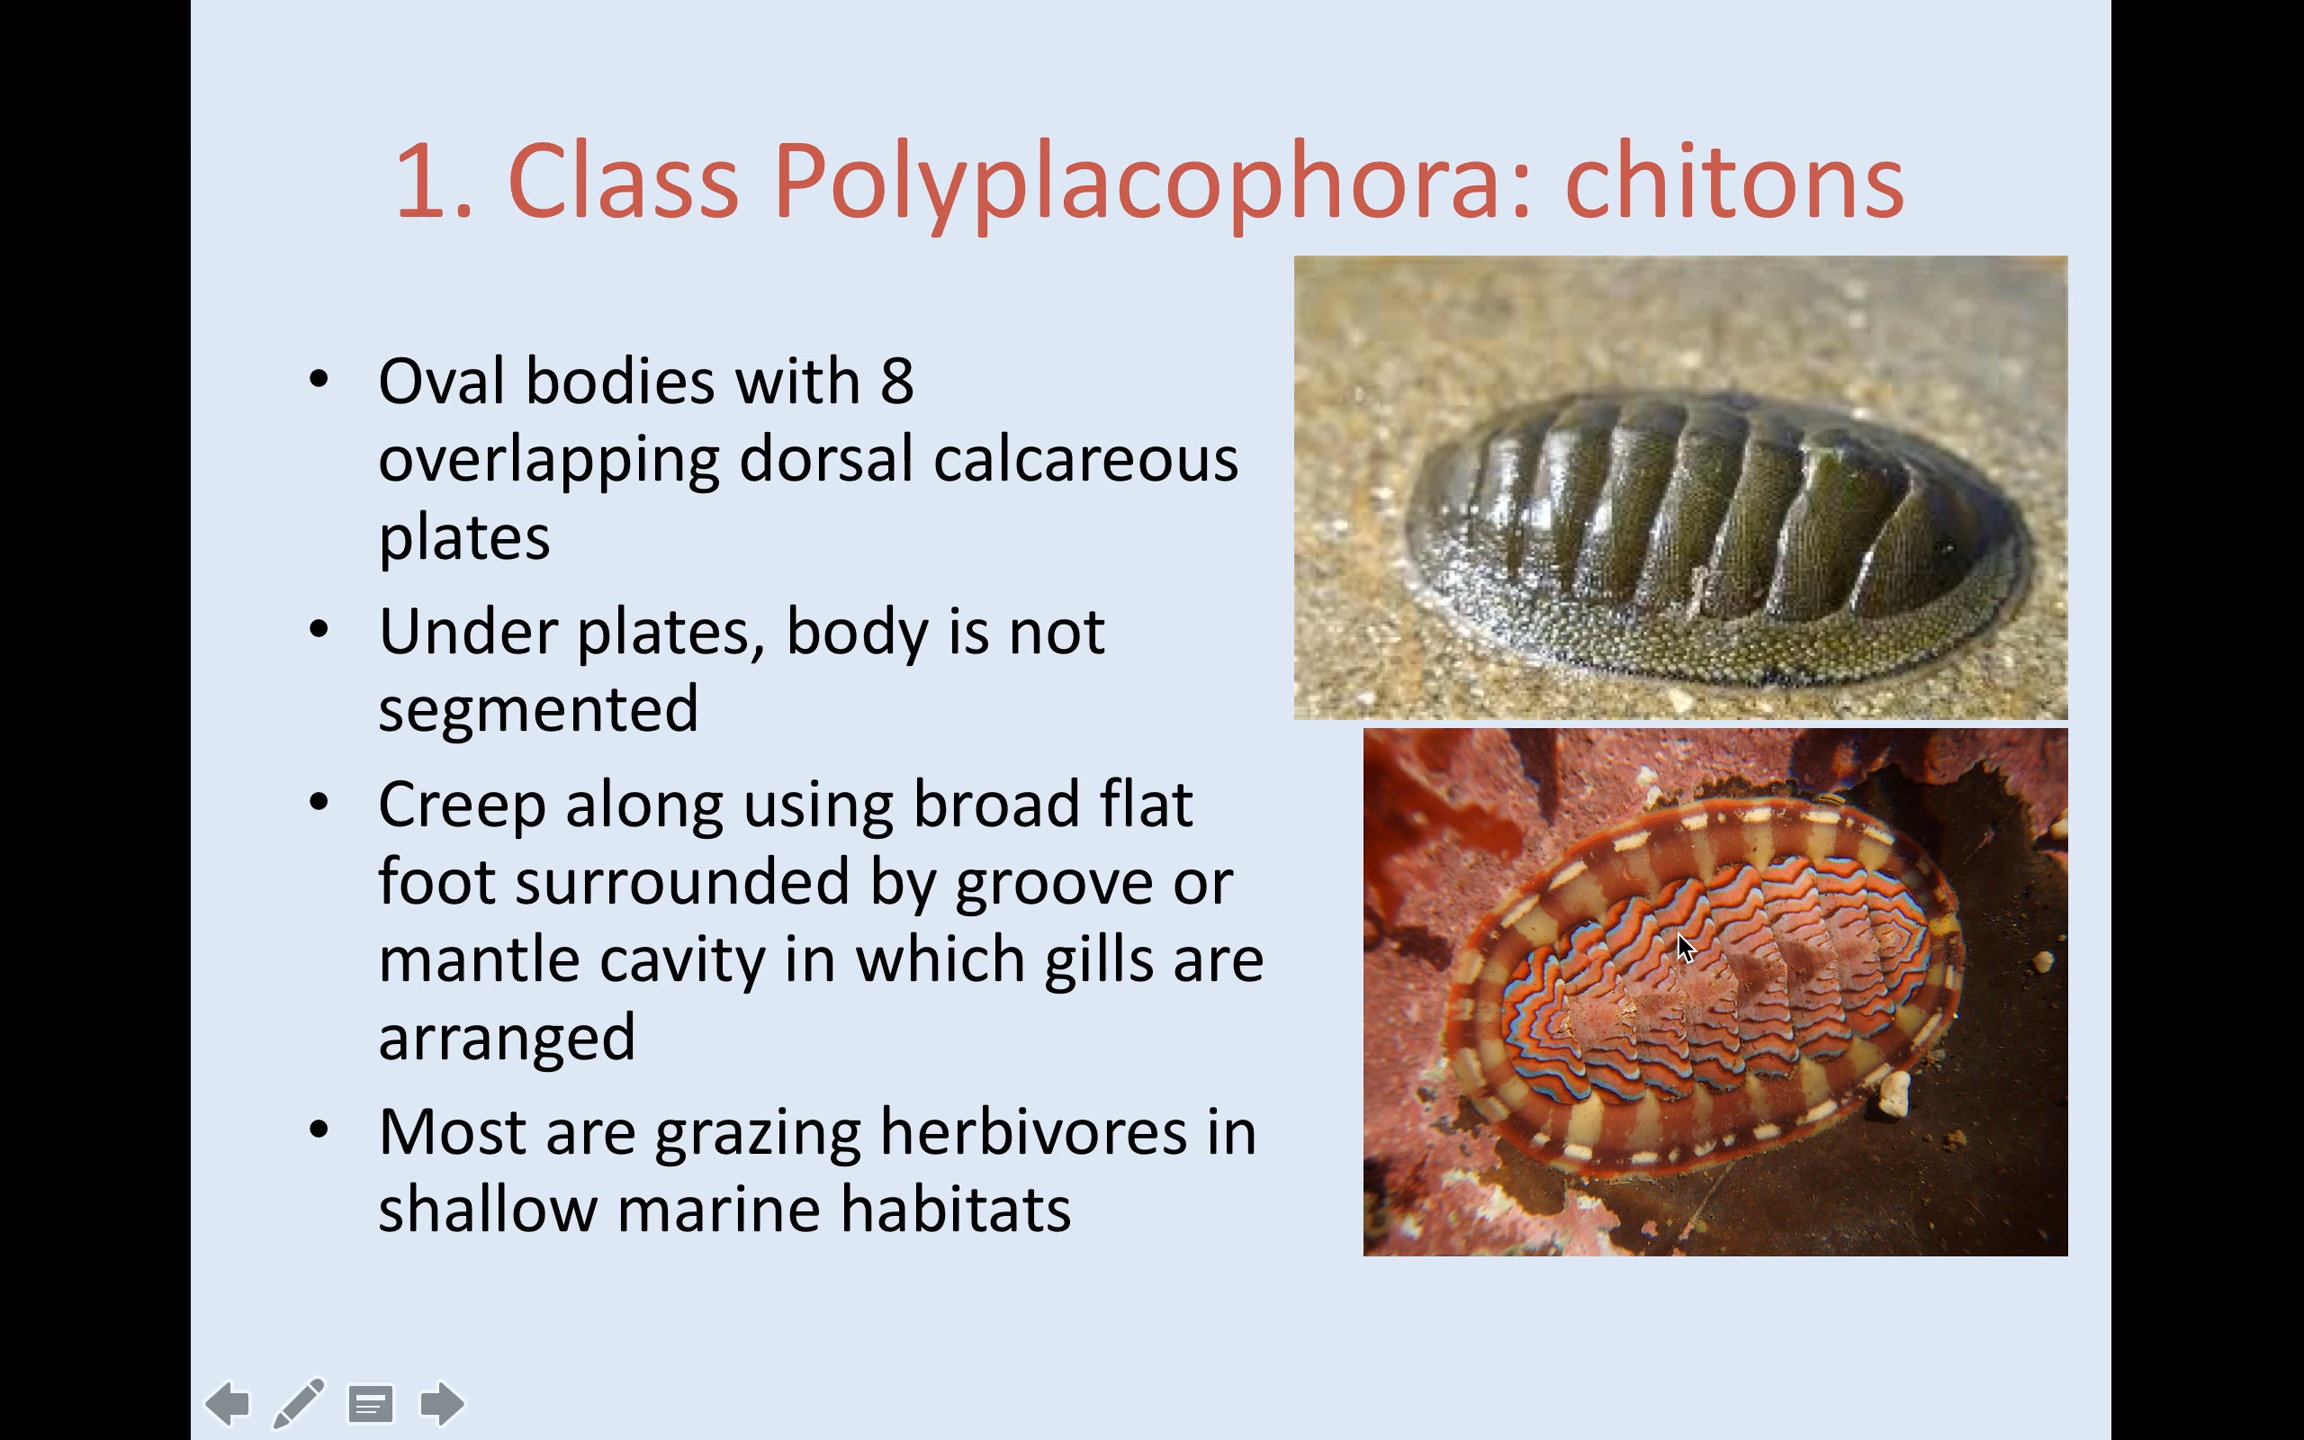 1. Class Polyplacophora: chitons
• Oval bodies with 8
overlapping dorsal calcareous
plates
• Under plates, body is not
segmented
• Creep along using broad flat
foot surrounded by groove or
mantle cavity in which gills are
arranged
• Most are grazing herbivores in
shallow marine habitats